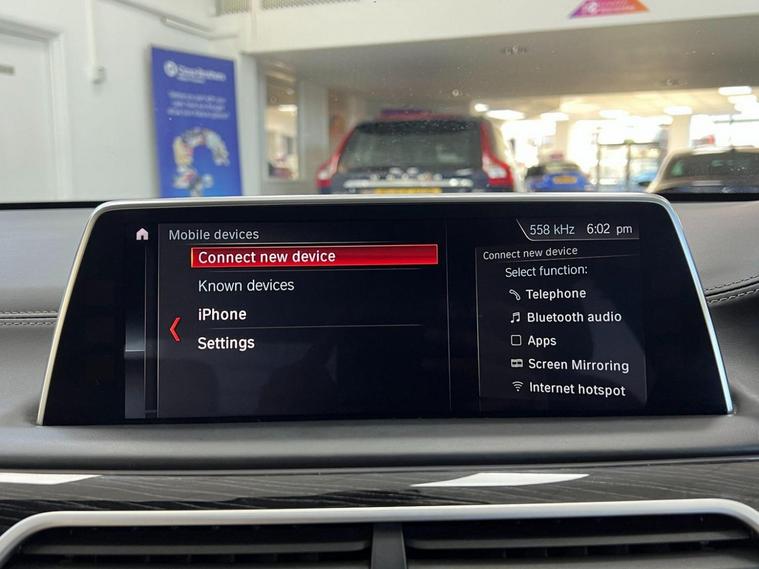 Mobile devices
Connect new device
Known devices
iPhone
Settings
558 kHz 6:02 pm
Connect new device
Select function:
Telephone
Bluetooth audio
Apps
Screen Mirroring
Internet hotspot